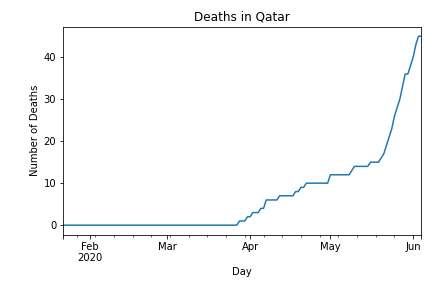 Deaths in Qatar
Number of Deaths
40
30
20
10
0
Feb
2020
Mar
Apr
May
Jun
Day